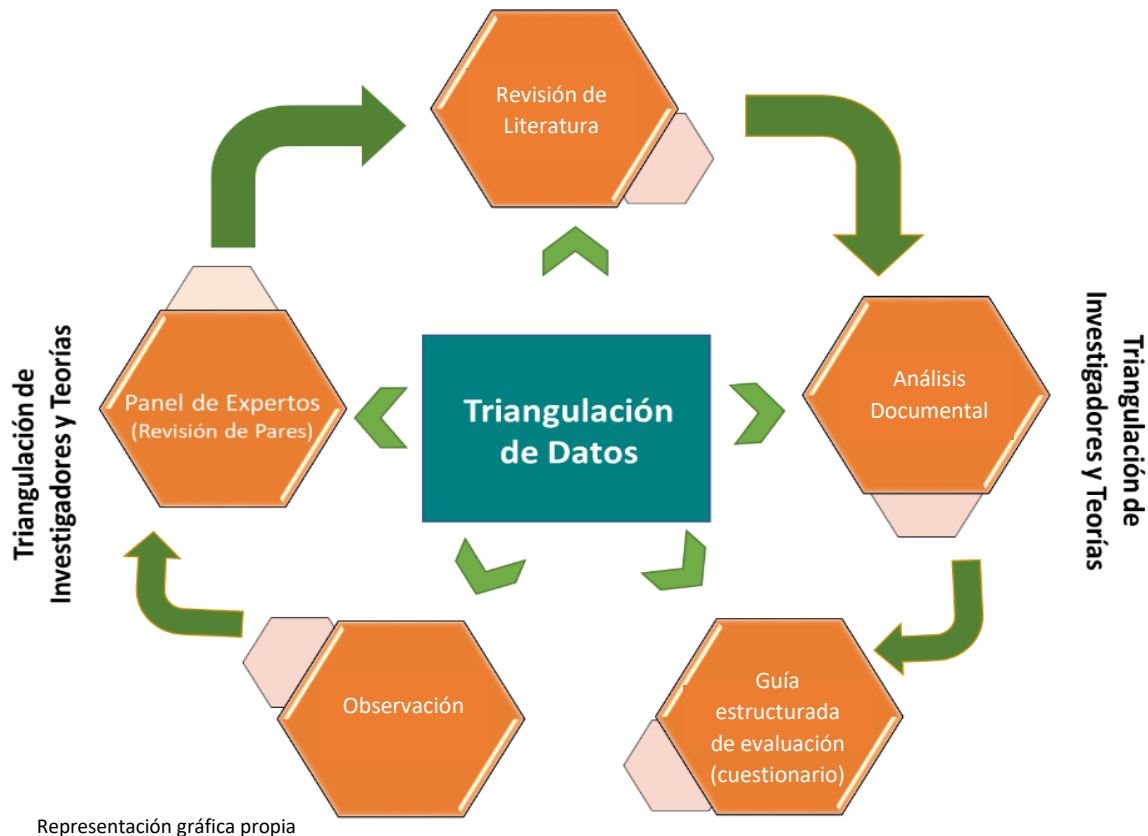 Revisión de
Literatura
Triangulación de
Investigadores y Teorías
Panel de Expertos
(Revisión de Pares)
Triangulación
de Datos
Análisis
Documental
Triangulación de
Investigadores y Teorías
Observación
Guía
estructurada
de evaluación
(cuestionario)
Representación gráfica propia